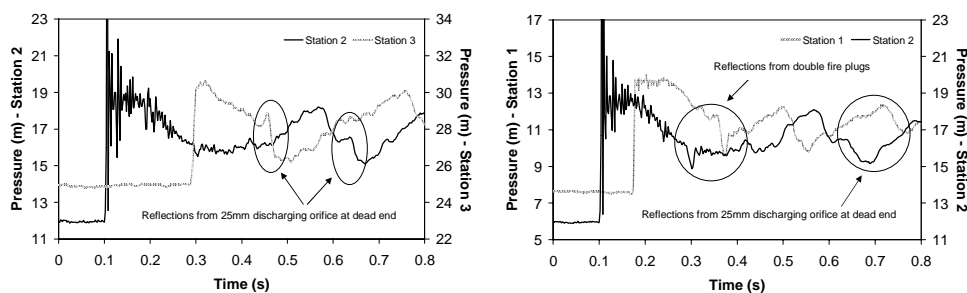 23
21
19
17
15
13
11
Pressure (m) - Station 2
34
32
30
28
26
24
22
Pressure (m) - Station 3
Station 2
Station 3
Reflections from 25mm discharging orifice at dead end
0 0.1 0.2 0.3 0.4 0.5 0.6 0.7 0.8
Time (s)
17
15
13
11
9
7
5
Pressure (m) - Station 1
23
21
19
17
15
13
11
Pressure (m) - Station 2
Station 1
Station 2
Reflections from double fire plugs
Reflections from 25mm discharging orifice at dead end
0 0.1 0.2 0.3 0.4 0.5 0.6 0.7 0.8
Time (s)